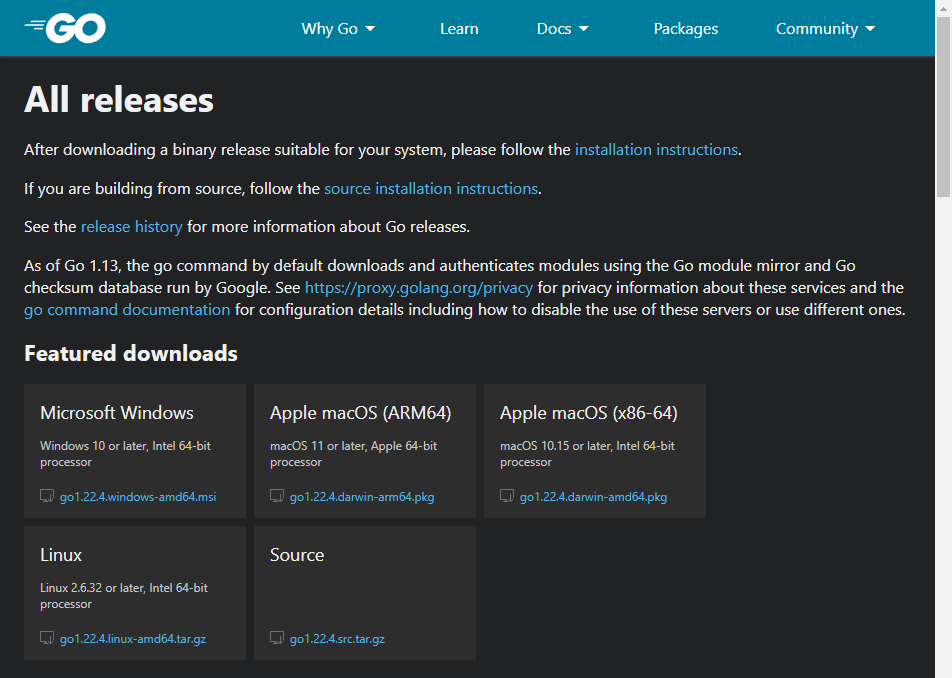 GO
Why Go
Learn
Docs
Packages
Community
All releases
After downloading a binary release suitable for your system, please follow the installation instructions.
If you are building from source, follow the source installation instructions.
See the release history for more information about Go releases.
As of Go 1.13, the go command by default downloads and authenticates modules using the Go module mirror and Go
checksum database run by Google. See https://proxy.golang.org/privacy for privacy information about these services and the
go command documentation for configuration details including how to disable the use of these servers or use different ones.
Featured downloads
Microsoft Windows
Windows 10 or later, Intel 64-bit
processor
go1.22.4.windows-amd64.msi
Apple macOS (ARM64)
macOS 11 or later, Apple 64-bit
processor
go1.22.4.darwin-arm64.pkg
Apple macOS (x86-64)
macOS 10.15 or later, Intel 64-bit
processor
go1.22.4.darwin-amd64.pkg
Linux
Linux 2.6.32 or later, Intel 64-bit
processor
go1.22.4.linux-amd64.tar.gz
Source
go1.22.4.src.tar.gz